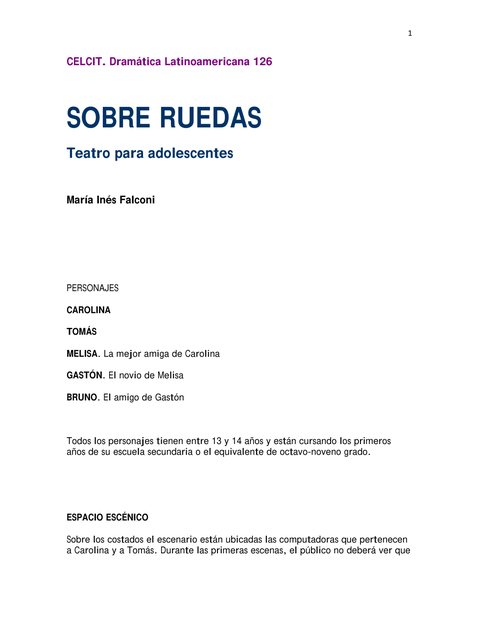 1
CELCIT. Dramática Latinoamericana 126
SOBRE RUEDAS
Teatro para adolescentes
María Inés Falconi
PERSONAJES
CAROLINA
TOMÁS
MELISA. La mejor amiga de Carolina
GASTÓN. El novio de Melisa
BRUNO. El amigo de Gastón
Todos los personajes tienen entre 13 y 14 años y están cursando los primeros
años de su escuela secundaria o el equivalente de octavo-noveno grado.
ESPACIO ESCÉNICO
Sobre los costados el escenario están ubicadas las computadoras que pertenecen
a Carolina y a Tomás. Durante las primeras escenas, el público no deberá ver que